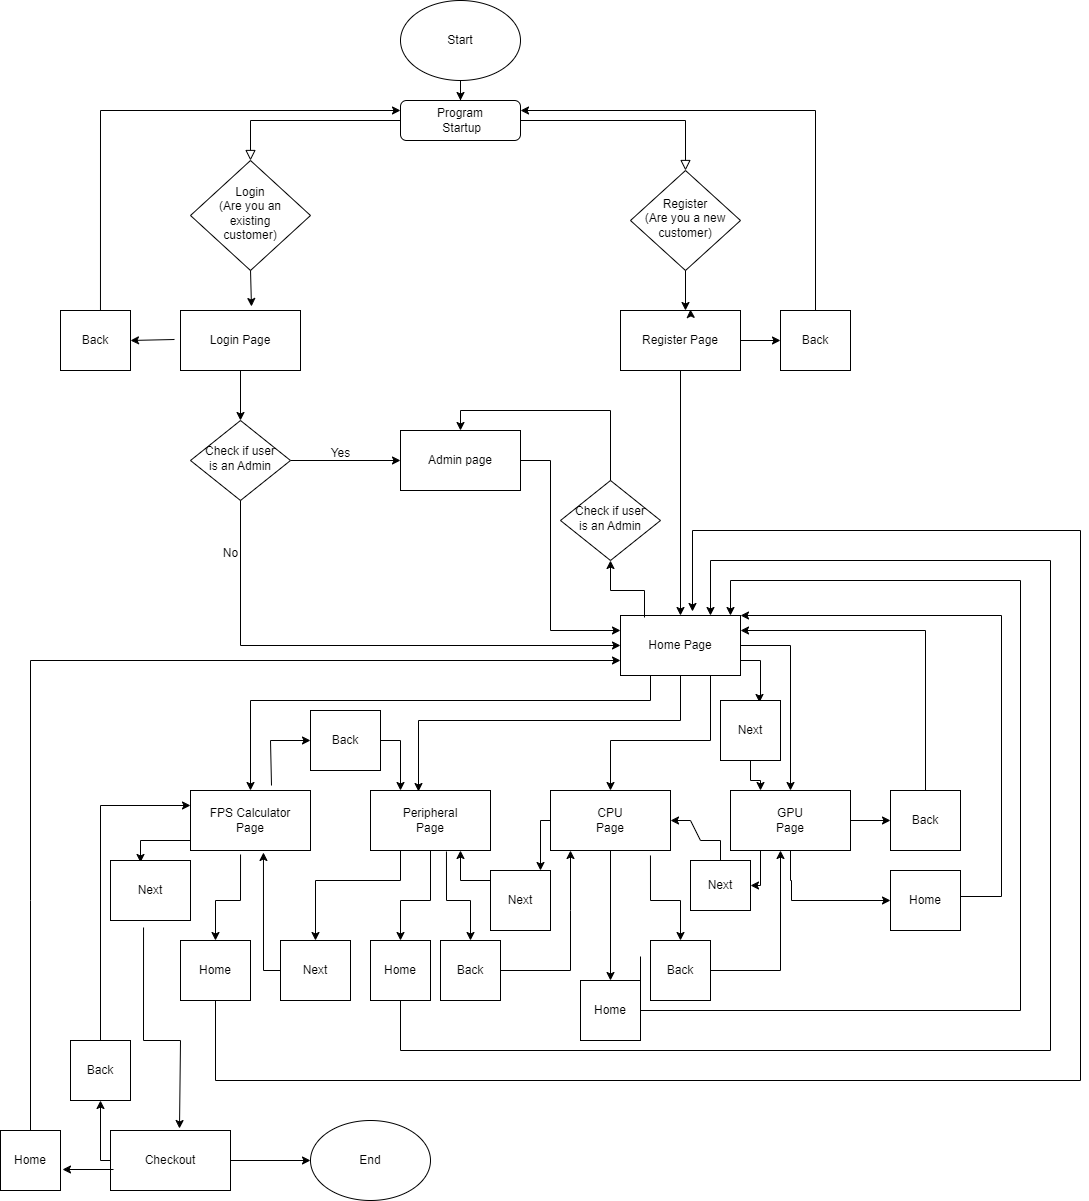 Start
Program
Startup
Login
(Are you an
existing
customer)
Register
(Are you a new
customer)
Back
Login Page
Register Page
Back
Check if user
is an Admin
Yes
Admin page
Check if user
is an Admin
No
Home Page
Next
Back
FPS Calculator
Page
Peripheral
Page
CPU
Page
GPU
Page
Back
Next
Next
Next
Home
Home
Next
Home
Back
Back
Home
Back
Home
Checkout
End